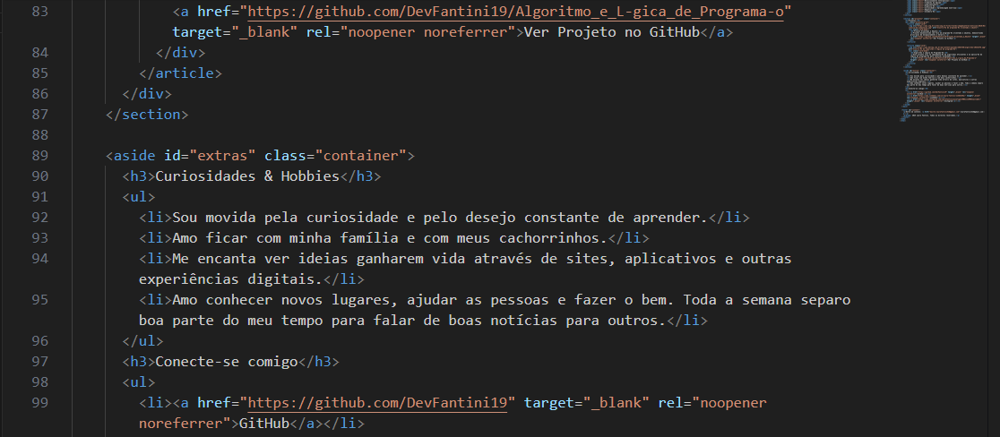 83 <a href="https://github.com/DevFantini19/Algoritmo_e_L-gica_de_Programa-o"
target="_blank" rel="noopener noreferrer">Ver Projeto no GitHub</a>
84 </div>
85 </article>
86 </div>
87 </section>
88
89 <aside id="extras" class="container">
90 <h3>Curiosidades & Hobbies</h3>
91 <ul>
92 <li>Sou movida pela curiosidade e pelo desejo constante de aprender.</li>
93 <li>Amo ficar com minha família e com meus cachorrinhos.</li>
94 <li>Me encanta ver ideias ganharem vida através de sites, aplicativos e outras
experiências digitais.</li>
95 <li>Amo conhecer novos lugares, ajudar as pessoas e fazer o bem. Toda a semana separo
boa parte do meu tempo para falar de boas notícias para outros.</li>
96 </ul>
97 <h3>Conecte-se comigo</h3>
98 <ul>
99 <li><a href="https://github.com/DevFantini19" target="_blank" rel="noopener
noreferrer">GitHub</a></li>